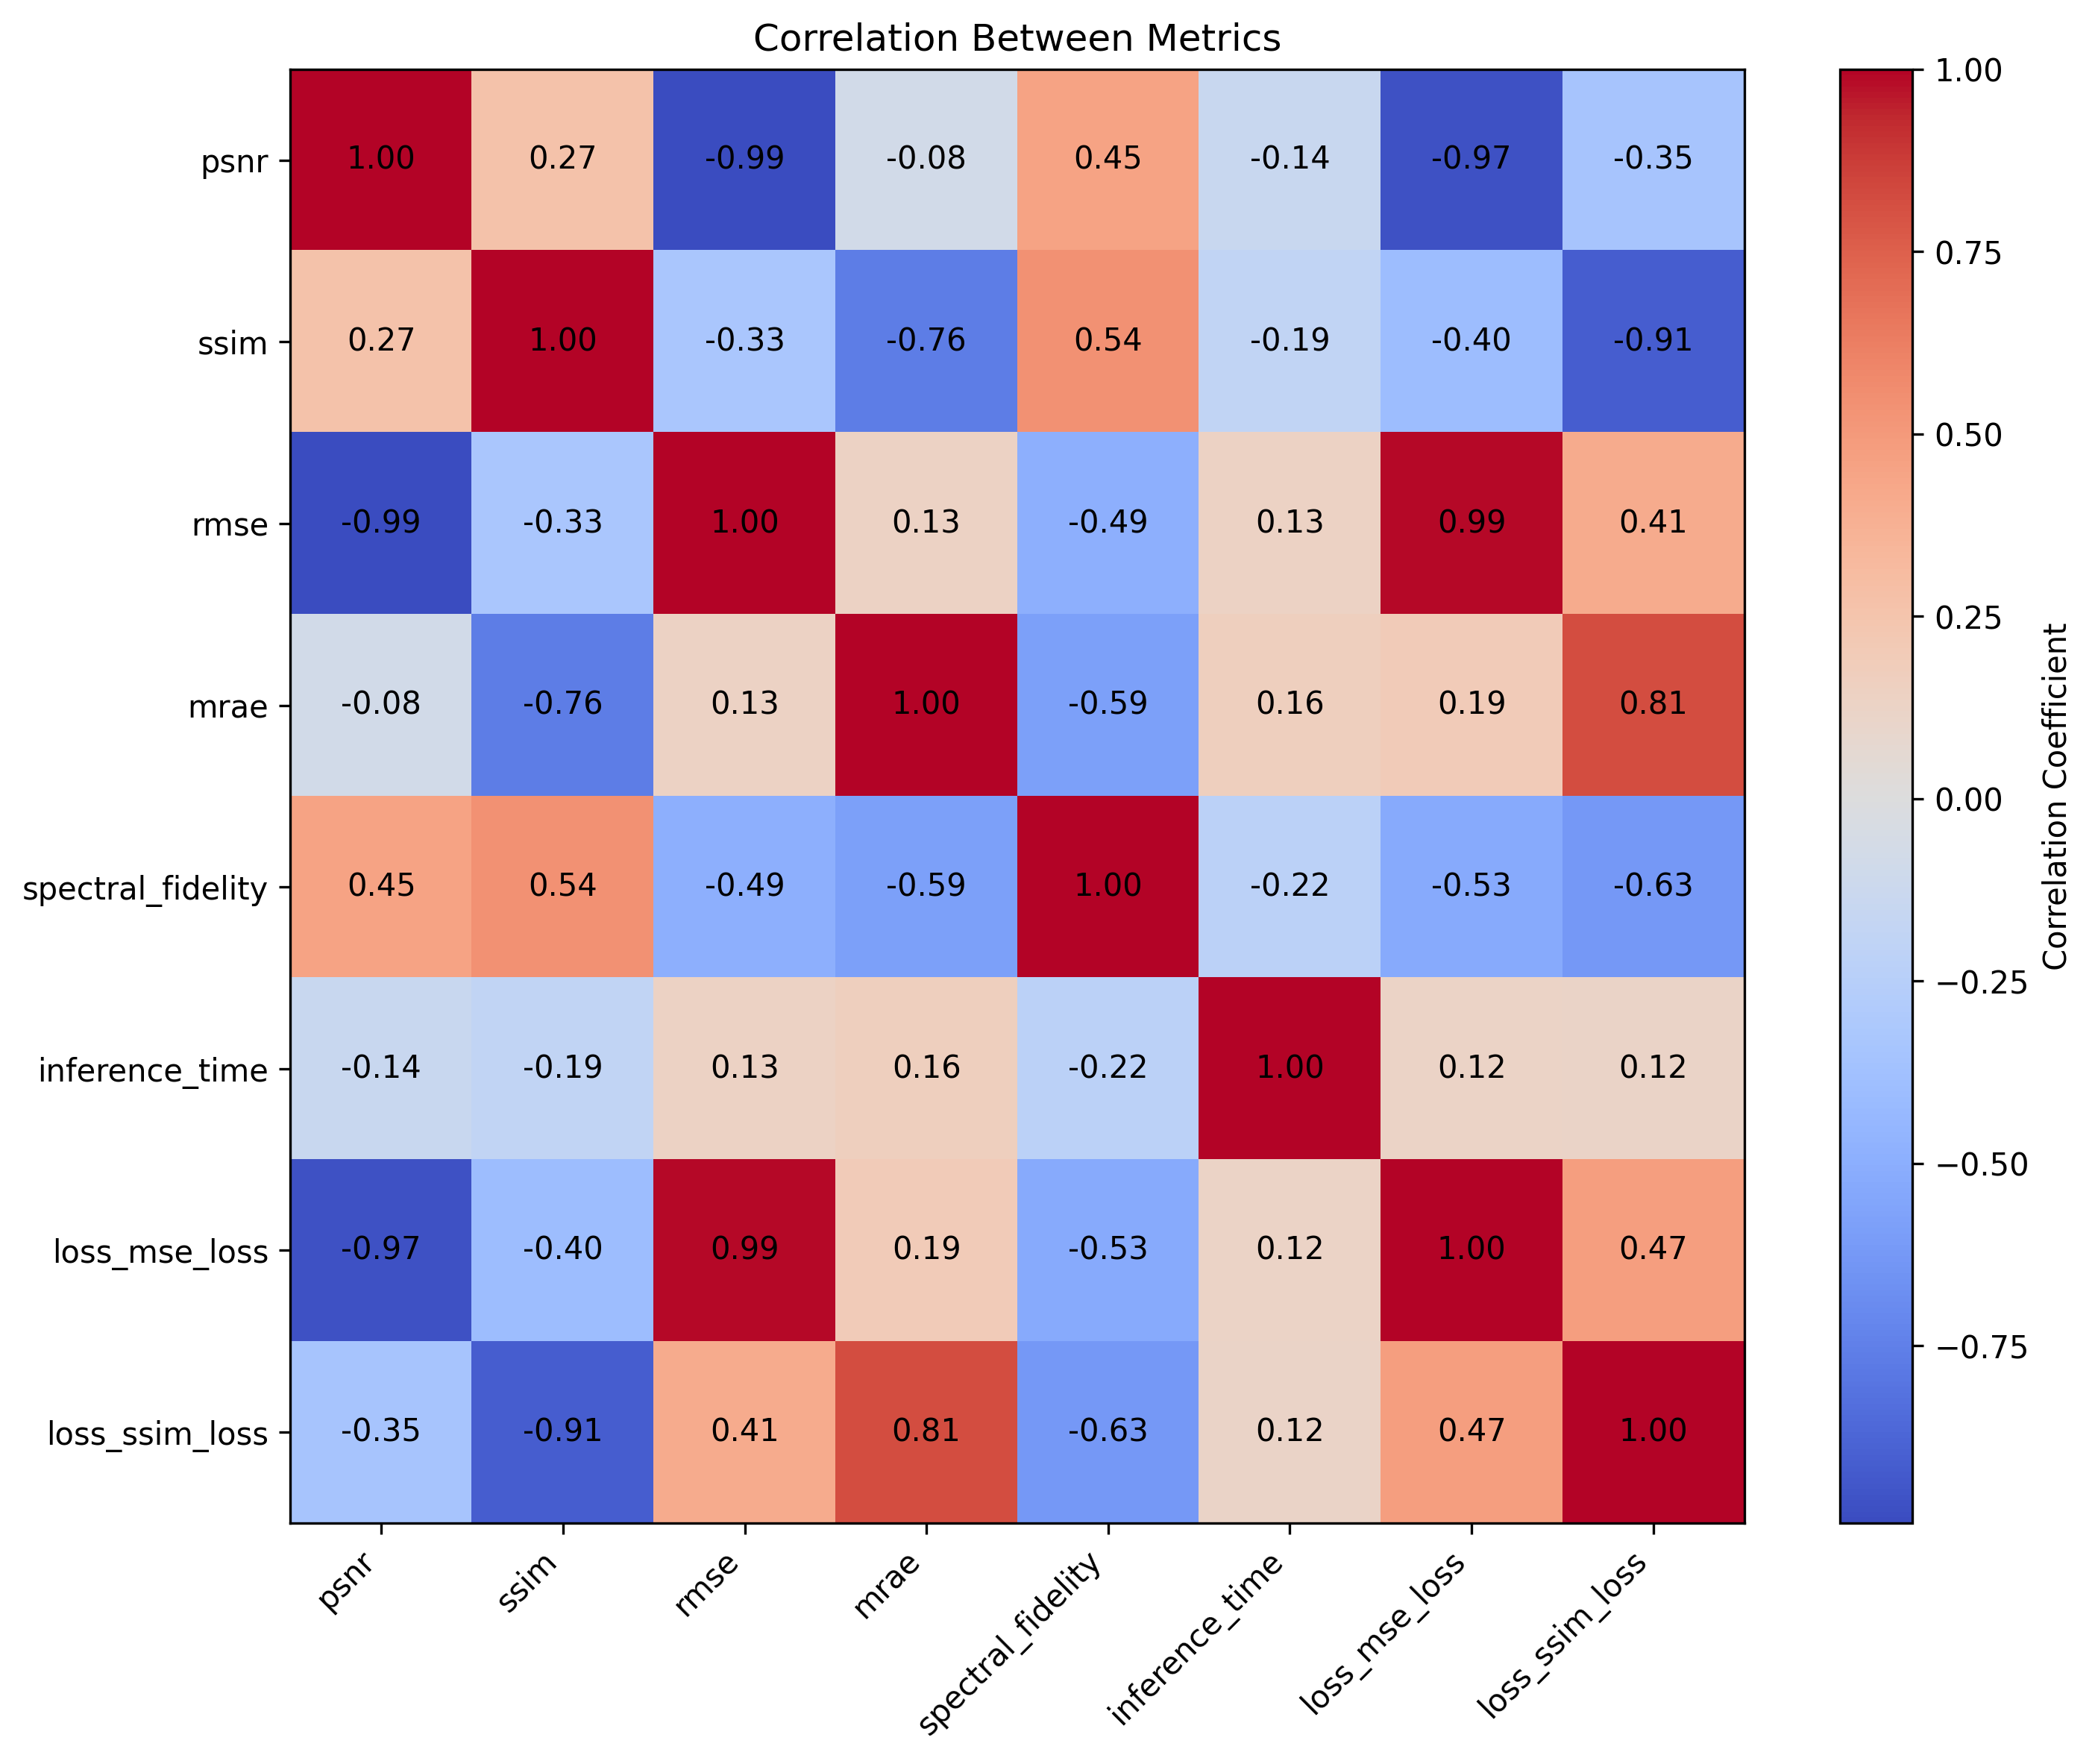 Correlation Between Metrics
psnr 1.00 0.27 -0.99 -0.08 0.45 -0.14 -0.97 -0.35
ssim 0.27 1.00 -0.33 -0.76 0.54 -0.19 -0.40 -0.91
rmse -0.99 -0.33 1.00 0.13 -0.49 0.13 0.99 0.41
mrae -0.08 -0.76 0.13 1.00 -0.59 0.16 0.19 0.81
spectral_fidelity 0.45 0.54 -0.49 -0.59 1.00 -0.22 -0.53 -0.63
inference_time -0.14 -0.19 0.13 0.16 -0.22 1.00 0.12 0.12
loss_mse_loss -0.97 -0.40 0.99 0.19 -0.53 0.12 1.00 0.47
loss_ssim_loss -0.35 -0.91 0.41 0.81 -0.63 0.12 0.47 1.00
psnr ssim rmse mrae spectral_fidelity inference_time loss_mse_loss loss_ssim_loss
1.00
0.75
0.50
0.25
0.00
−0.25
−0.50
−0.75
Correlation Coefficient